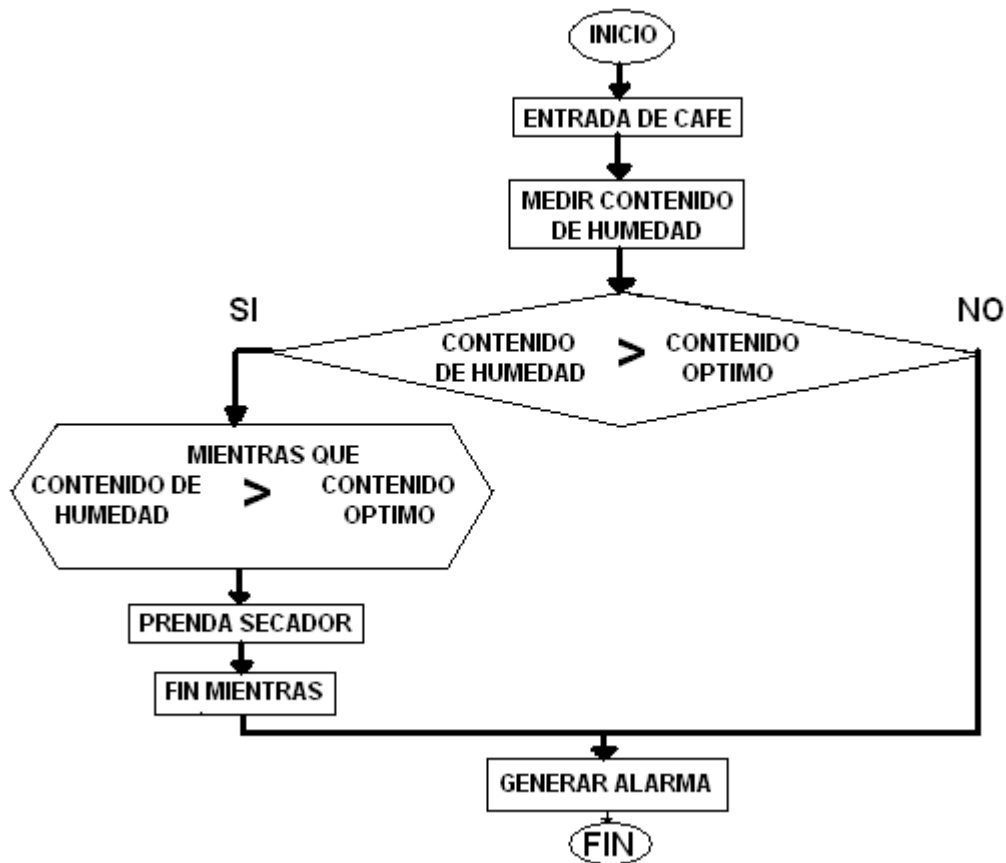 INICIO
ENTRADA DE CAFE
MEDIR CONTENIDO
DE HUMEDAD
SI
NO
CONTENIDO
DE HUMEDAD
>
CONTENIDO
OPTIMO
MIENTRAS QUE
CONTENIDO DE
HUMEDAD
>
CONTENIDO
OPTIMO
PRENDA SECADOR
FIN MIENTRAS
GENERAR ALARMA
FIN